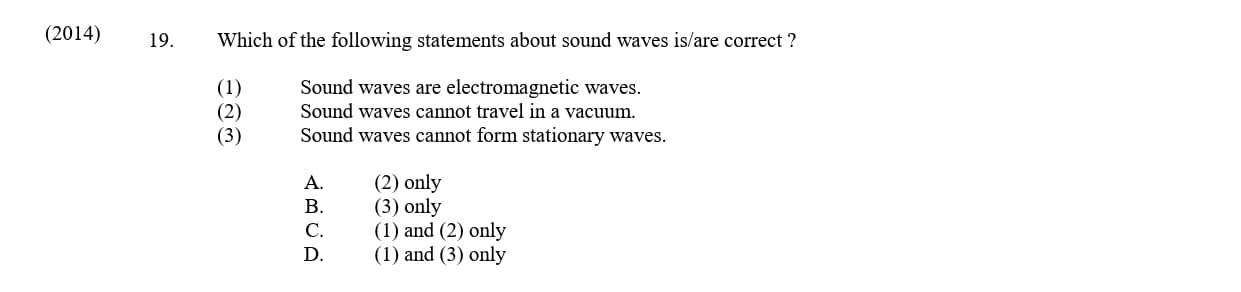 (2014) 19. Which of the following statements about sound waves is/are correct ?
(1) Sound waves are electromagnetic waves.
(2) Sound waves cannot travel in a vacuum.
(3) Sound waves cannot form stationary waves.
A. (2) only
B. (3) only
C. (1) and (2) only
D. (1) and (3) only